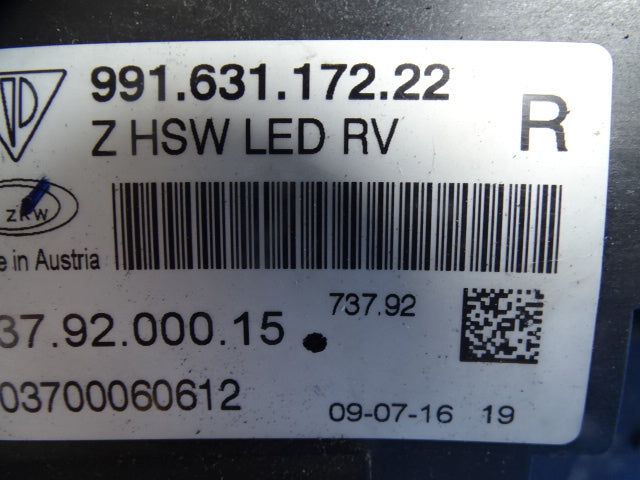 991.631.172.22
Z HSW LED RV
R
ZKW
e in Austria
737.92
37.92.000.15
03700060612
09-07-16 19